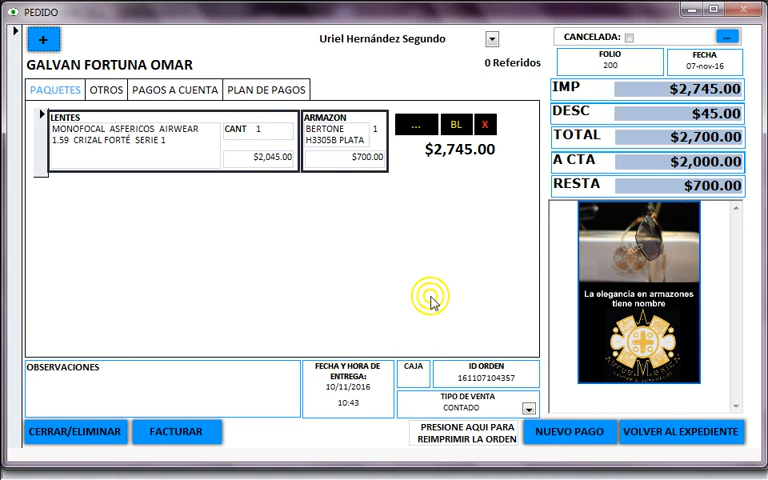 PEDIDO
+
Uriel Hernández Segundo
CANCELADA:
...
GALVAN FORTUNA OMAR
0 Referidos
FOLIO
200
FECHA
07-nov-16
PAQUETES
OTROS
PAGOS A CUENTA
PLAN DE PAGOS
IMP $2,745.00
DESC $45.00
TOTAL $2,700.00
A CTA $2,000.00
RESTA $700.00
LENTES
MONOFOCAL ASFERICOS AIRWEAR
1.59 CRIZAL FORTÉ SERIE 1
CANT 1
$2,045.00
ARMAZON
BERTONE 1
H3305B PLATA
$700.00
... BL X
$2,745.00
La elegancia en armazones
tiene nombre
OBSERVACIONES
FECHA Y HORA DE
ENTREGA:
10/11/2016
10:43
CAJA
ID ORDEN
161107104357
TIPO DE VENTA
CONTADO
CERRAR/ELIMINAR
FACTURAR
PRESIONE AQUI PARA
REIMPRIMIR LA ORDEN
NUEVO PAGO
VOLVER AL EXPEDIENTE